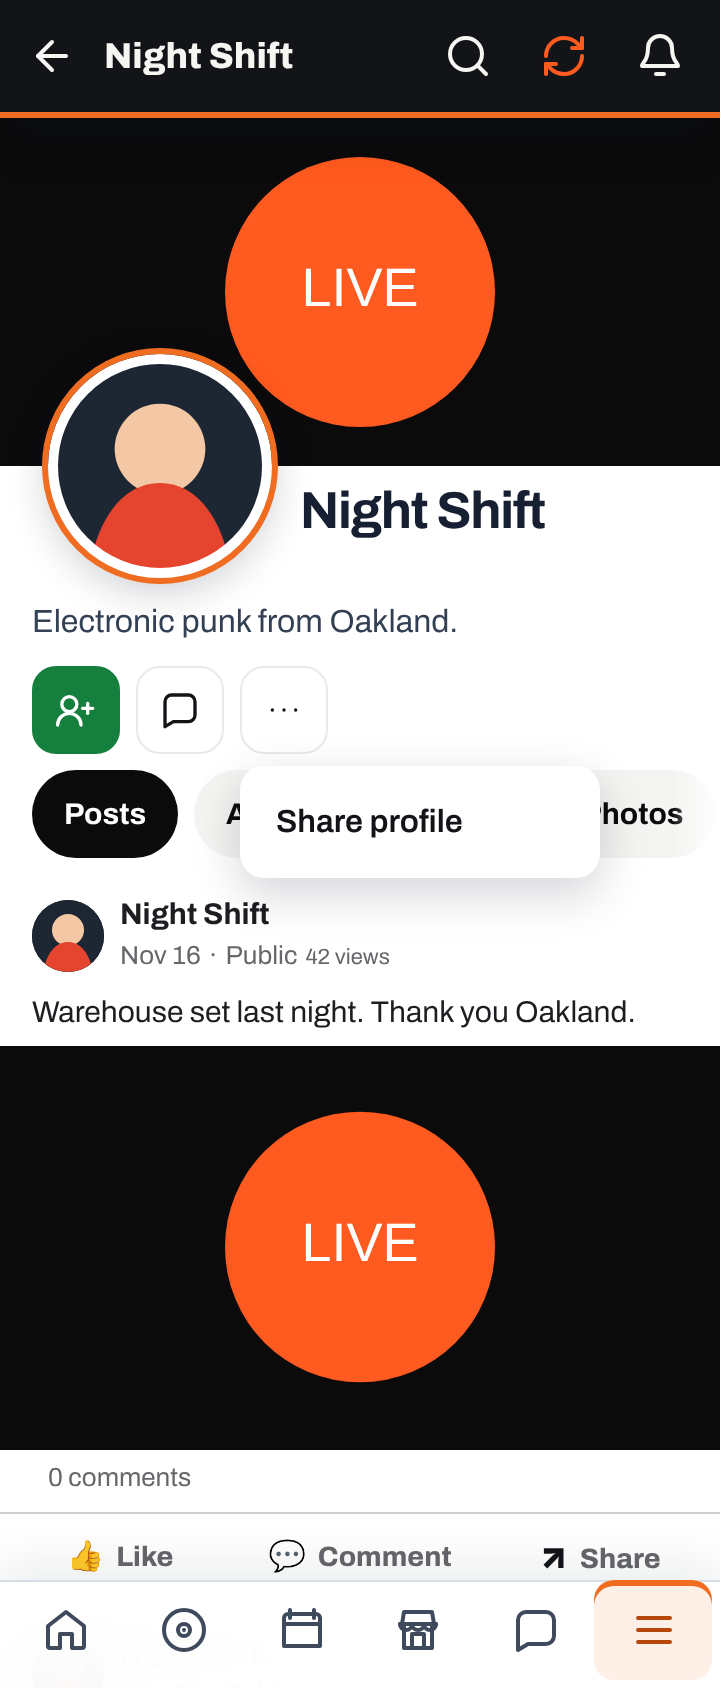 Night Shift
LIVE
Night Shift
Electronic punk from Oakland.
Posts
Share profile
Night Shift
Nov 16 · Public 42 views
Warehouse set last night. Thank you Oakland.
LIVE
0 comments
👍 Like 💬 Comment Share